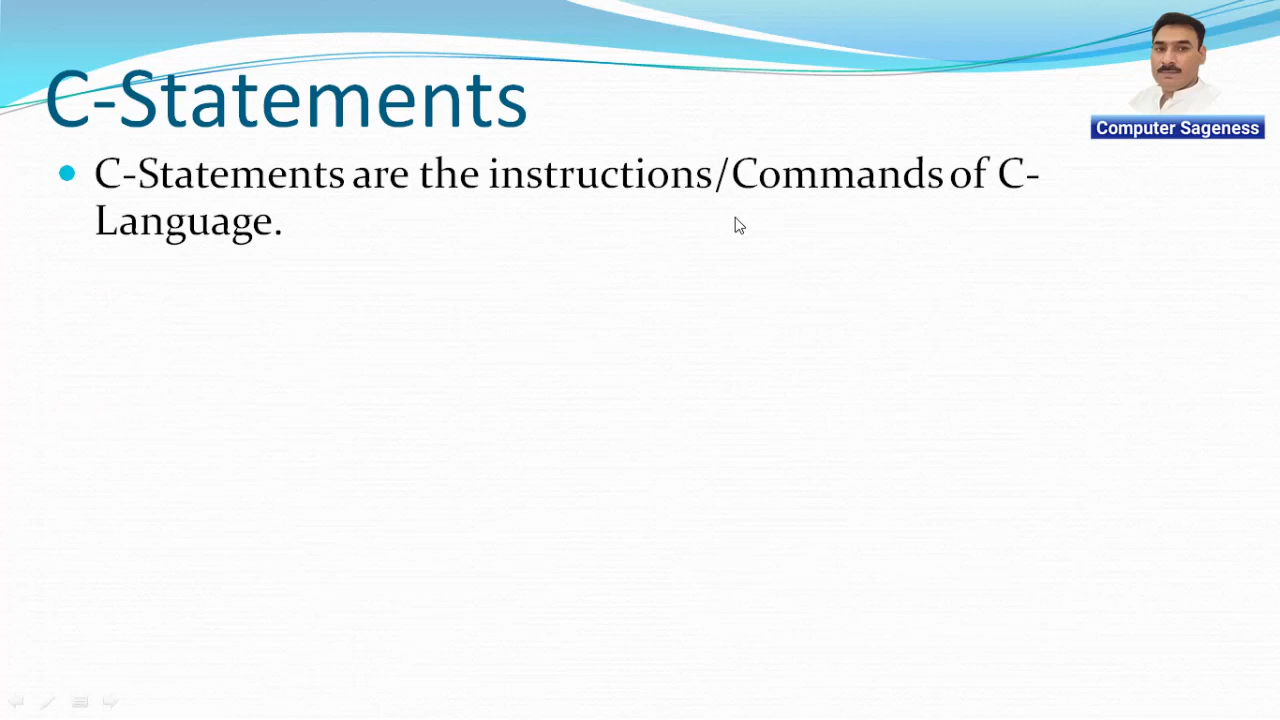 C-Statements
Computer Sageness
C-Statements are the instructions/Commands of C-
Language.